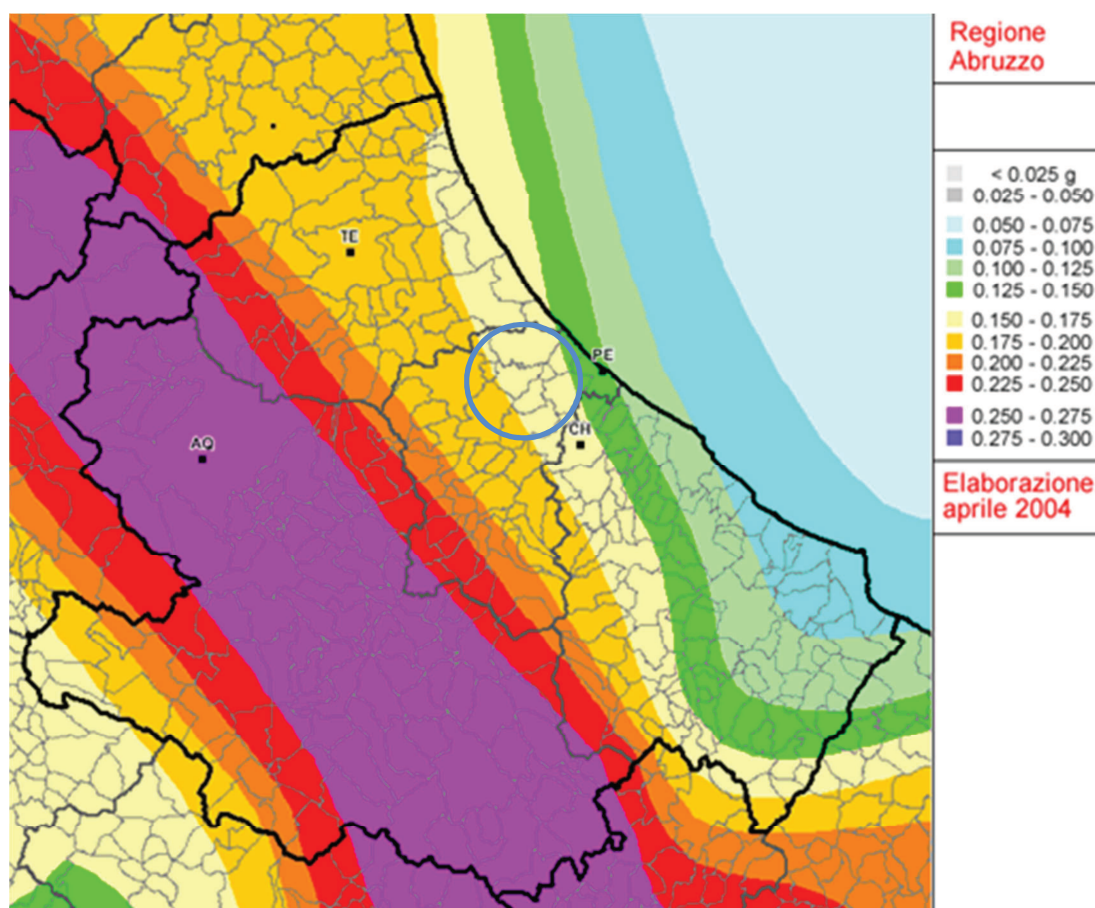 Regione
Abruzzo
< 0.025 g
0.025 - 0.050
0.050 - 0.075
0.075 - 0.100
0.100 - 0.125
0.125 - 0.150
0.150 - 0.175
0.175 - 0.200
0.200 - 0.225
0.225 - 0.250
0.250 - 0.275
0.275 - 0.300
Elaborazione
aprile 2004
TE
PE
CH
AQ